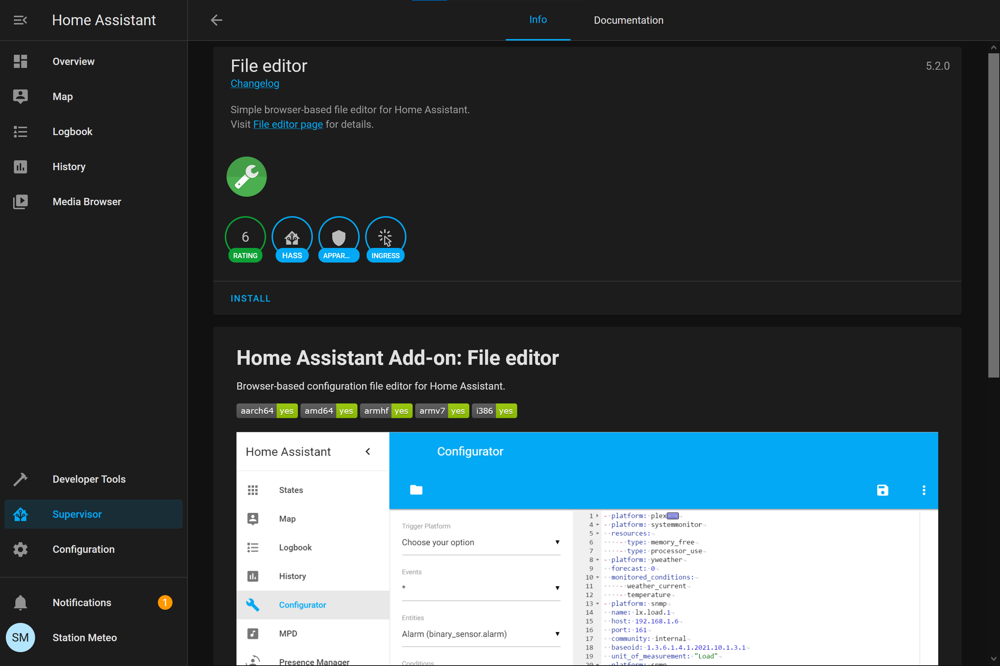 Home Assistant
Overview
Map
Logbook
History
Media Browser
Developer Tools
Supervisor
Configuration
Notifications
1
SM
Station Meteo
Info
Documentation
File editor
5.2.0
Changelog
Simple browser-based file editor for Home Assistant.
Visit File editor page for details.
6
RATING
HASS
APPAR...
INGRESS
INSTALL
Home Assistant Add-on: File editor
Browser-based configuration file editor for Home Assistant.
aarch64 yes amd64 yes armhf yes armv7 yes i386 yes
Home Assistant
States
Map
Logbook
History
Configurator
MPD
Presence Manager
Configurator
Trigger Platform
Choose your option
Events
*
Entities
Alarm (binary_sensor.alarm)
Conditions
1 - platform: plex
4 - platform: systemmonitor
5 resources:
6 - type: memory_free
7 - type: processor_use
8 - platform: yweather
9 forecast: 0
10 monitored_conditions:
11 - weather_current
12 - temperature
13 - platform: snmp
14 name: lx.load.1
15 host: 192.168.1.6
16 port: 161
17 community: internal
18 baseoid: 1.3.6.1.4.1.2021.10.1.3.1
19 unit_of_measurement: "Load"
20 - platform: snmp